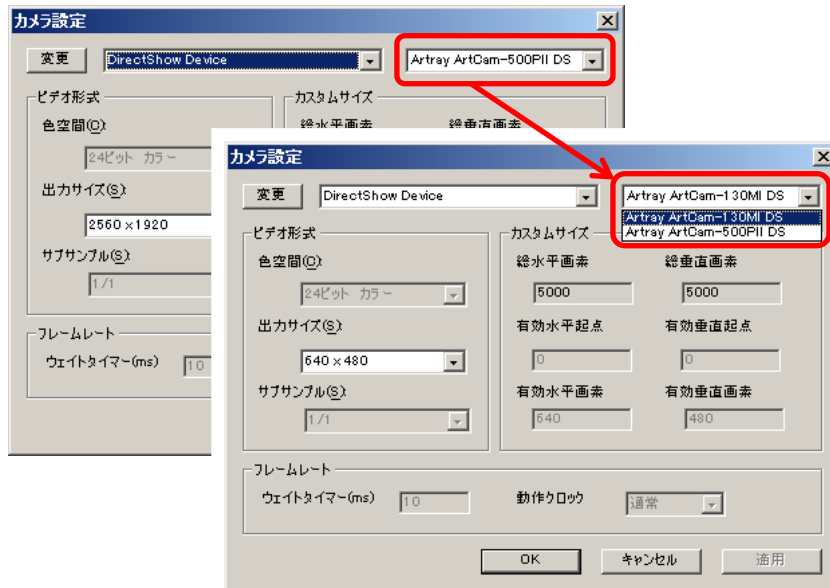 カメラ設定
変更 DirectShow Device Artray ArtCam-500PII DS
ビデオ形式 カスタムサイズ
色空間(C): 総水平画素 総垂直画素
24ビット カラー
出力サイズ(S):
2560×1920
サブサンプル(S):
1/1
フレームレート
ウェイトタイマー(ms) 10
カメラ設定
変更 DirectShow Device Artray ArtCam-130MI DS
Artray ArtCam-130MI DS
Artray ArtCam-500PII DS
ビデオ形式 カスタムサイズ
色空間(C): 総水平画素 総垂直画素
24ビット カラー 5000 5000
出力サイズ(S): 有効水平起点 有効垂直起点
640×480 0 0
サブサンプル(S): 有効水平画素 有効垂直画素
1/1 640 480
フレームレート
ウェイトタイマー(ms) 10 動作クロック 通常
OK キャンセル 適用